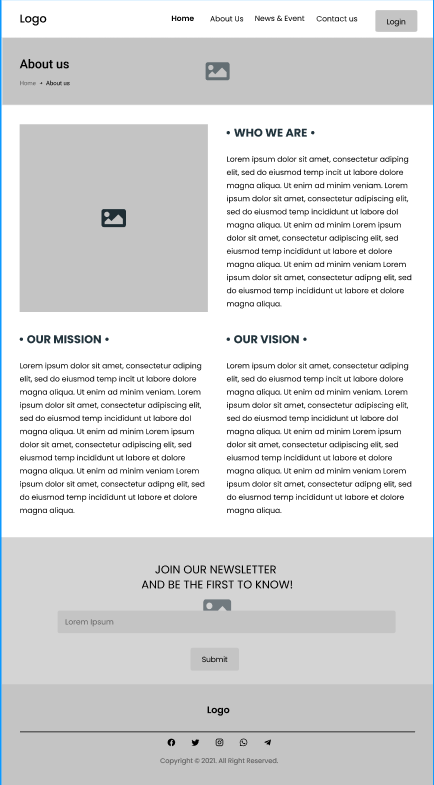 Logo
Home About Us News & Event Contact us Login
About us
Home • About us
• WHO WE ARE •
Lorem ipsum dolor sit amet, consectetur adiping
elit, sed do eiusmod temp incit ut labore dolore
magna aliqua. Ut enim ad minim veniam. Lorem
ipsum dolor sit amet, consectetur adipiscing elit,
sed do eiusmod temp incididunt ut labore et dolo
magna aliqua. Ut enim ad minim veniam Lorem ipsum
dolor sit amet, consectetur adipiscing elit, sed
do eiusmod temp incididunt ut labore et dolore
magna aliqua. Ut enim ad minim veniam Lorem
ipsum dolor sit amet, consectetur adipng elit, sed
do eiusmod temp incididunt ut labore et dolore
magna aliqua.
• OUR MISSION •
Lorem ipsum dolor sit amet, consectetur adiping
elit, sed do eiusmod temp incit ut labore dolore
magna aliqua. Ut enim ad minim veniam. Lorem
ipsum dolor sit amet, consectetur adipiscing elit,
sed do eiusmod temp incididunt ut labore et dolo
magna aliqua. Ut enim ad minim veniam Lorem ipsum
dolor sit amet, consectetur adipiscing elit, sed
do eiusmod temp incididunt ut labore et dolore
magna aliqua. Ut enim ad minim veniam Lorem
ipsum dolor sit amet, consectetur adipng elit, sed
do eiusmod temp incididunt ut labore et dolore
magna aliqua.
• OUR VISION •
Lorem ipsum dolor sit amet, consectetur adiping
elit, sed do eiusmod temp incit ut labore dolore
magna aliqua. Ut enim ad minim veniam. Lorem
ipsum dolor sit amet, consectetur adipiscing elit,
sed do eiusmod temp incididunt ut labore et dolo
magna aliqua. Ut enim ad minim veniam Lorem ipsum
dolor sit amet, consectetur adipiscing elit, sed
do eiusmod temp incididunt ut labore et dolore
magna aliqua. Ut enim ad minim veniam Lorem
ipsum dolor sit amet, consectetur adipng elit, sed
do eiusmod temp incididunt ut labore et dolore
magna aliqua.
JOIN OUR NEWSLETTER
AND BE THE FIRST TO KNOW!
Lorem Ipsum
Submit
Logo
Copyright © 2021. All Right Reserved.